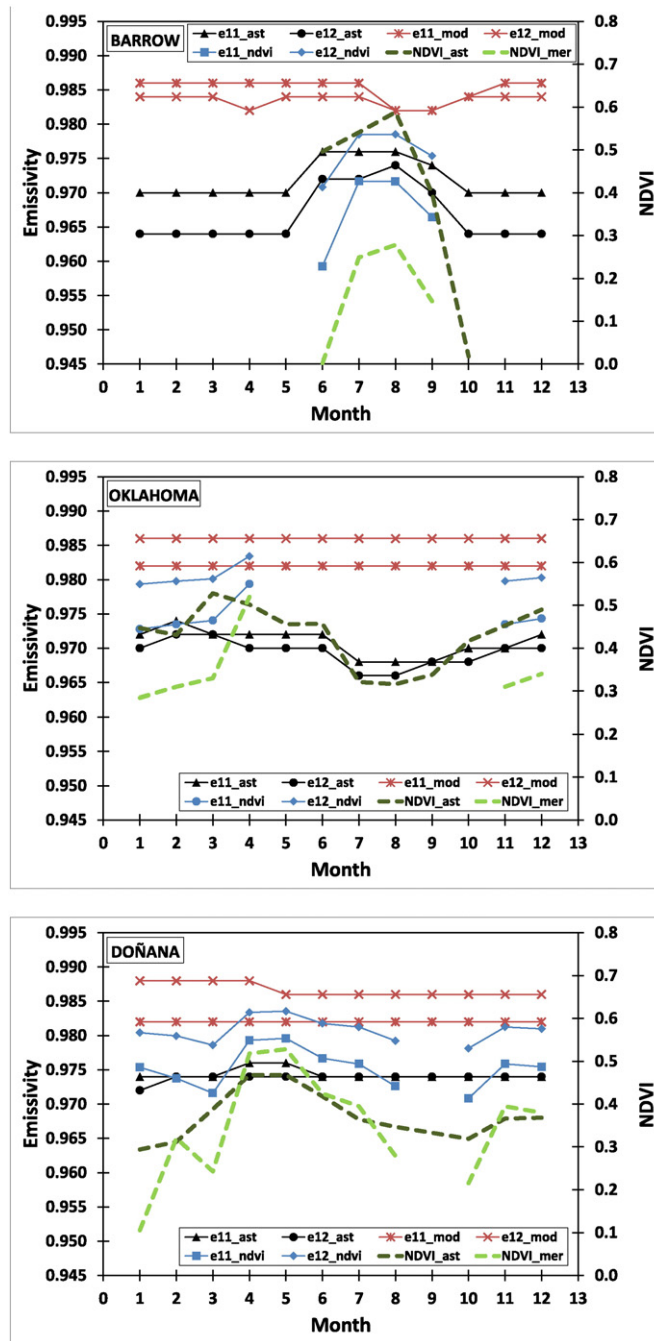 BARROW
e11_ast e12_ast e11_mod e12_mod
e11_ndvi e12_ndvi NDVI_ast NDVI_mer
0.995
0.990
0.985
0.980
0.975
0.970
0.965
0.960
0.955
0.950
0.945
Emissivity
0.8
0.7
0.6
0.5
0.4
0.3
0.2
0.1
0.0
NDVI
0 1 2 3 4 5 6 7 8 9 10 11 12 13
Month
OKLAHOMA
0.995
0.990
0.985
0.980
0.975
0.970
0.965
0.960
0.955
0.950
0.945
Emissivity
0.8
0.7
0.6
0.5
0.4
0.3
0.2
0.1
0.0
NDVI
e11_ast e12_ast e11_mod e12_mod
e11_ndvi e12_ndvi NDVI_ast NDVI_mer
0 1 2 3 4 5 6 7 8 9 10 11 12 13
Month
DOÑANA
0.995
0.990
0.985
0.980
0.975
0.970
0.965
0.960
0.955
0.950
0.945
Emissivity
0.8
0.7
0.6
0.5
0.4
0.3
0.2
0.1
0.0
NDVI
e11_ast e12_ast e11_mod e12_mod
e11_ndvi e12_ndvi NDVI_ast NDVI_mer
0 1 2 3 4 5 6 7 8 9 10 11 12 13
Month